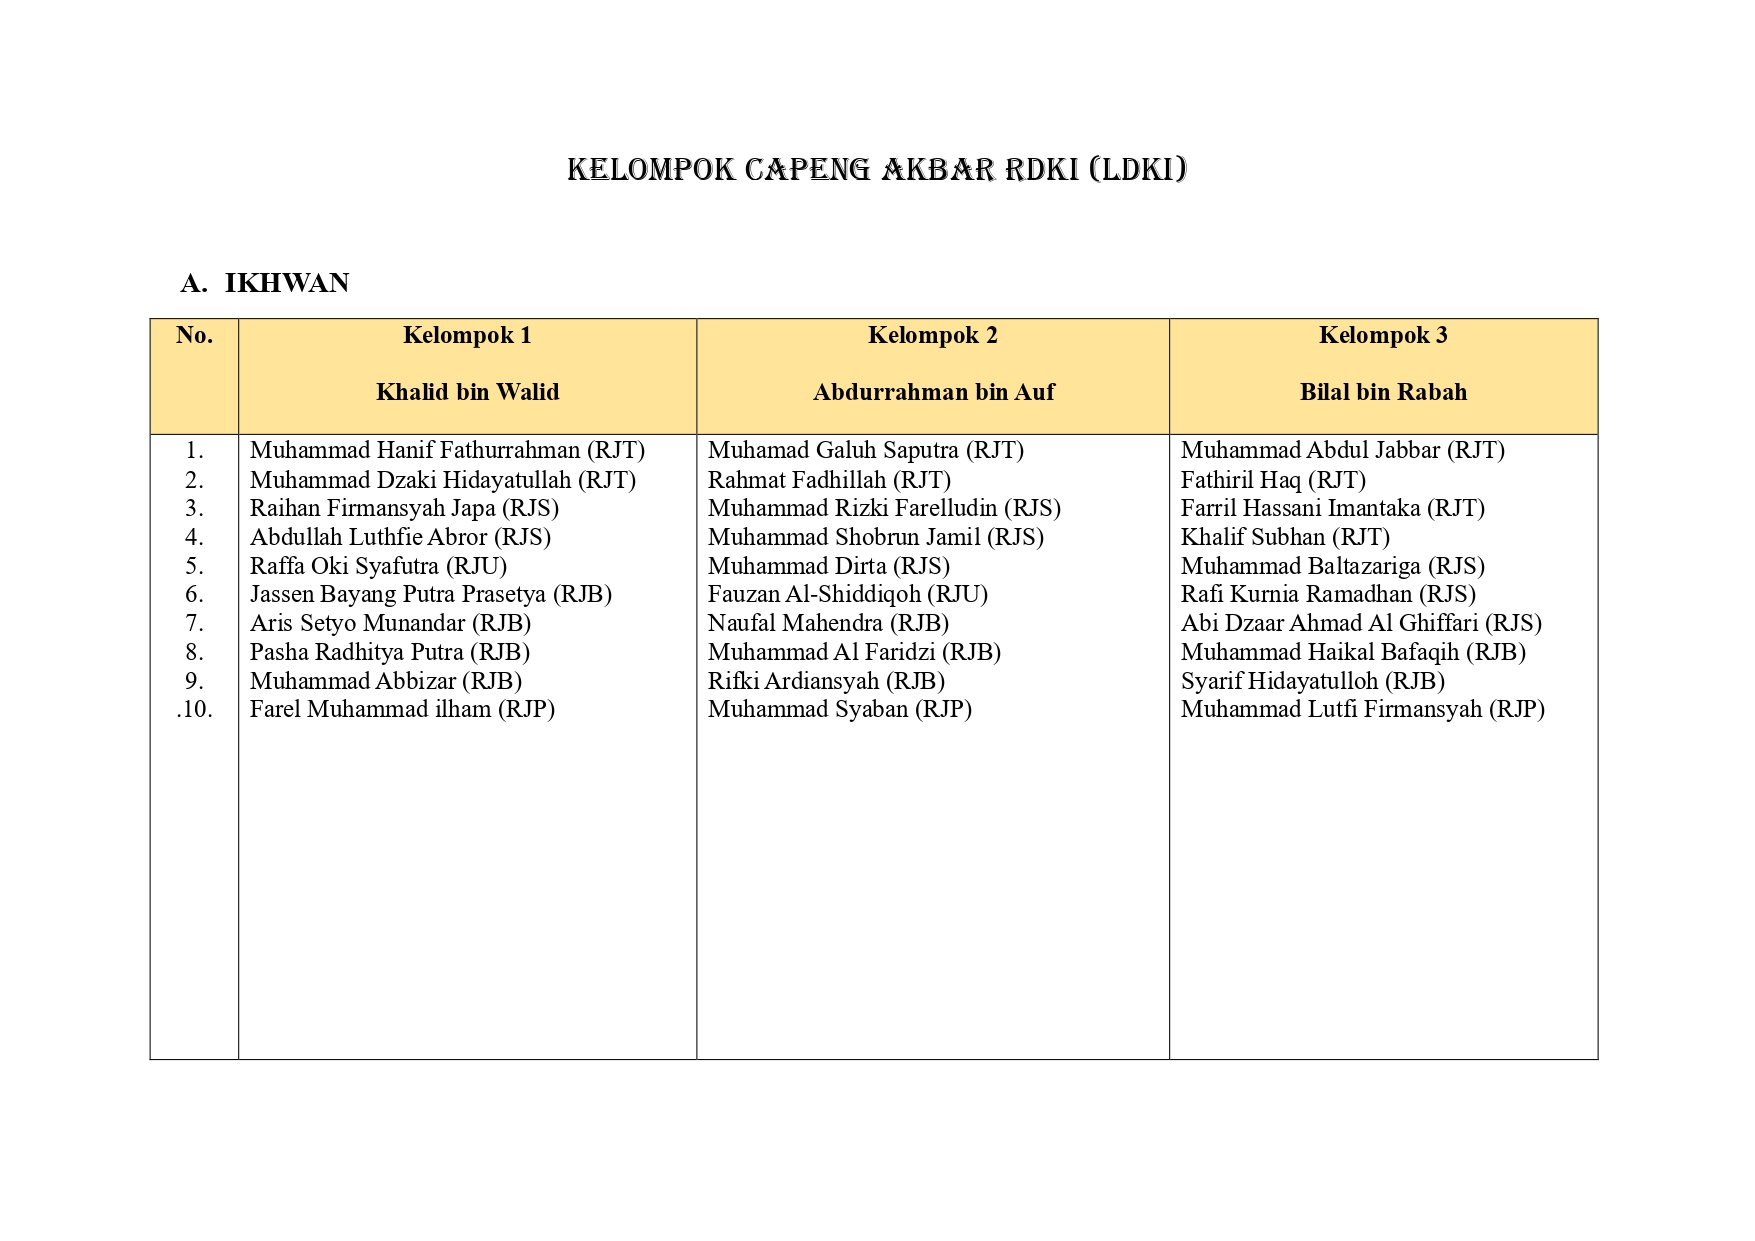 KELOMPOK CAPENG AKBAR RDKI (LDKI)
A. IKHWAN
No. Kelompok 1 Kelompok 2 Kelompok 3
Khalid bin Walid Abdurrahman bin Auf Bilal bin Rabah
1. Muhammad Hanif Fathurrahman (RJT) Muhamad Galuh Saputra (RJT) Muhammad Abdul Jabbar (RJT)
2. Muhammad Dzaki Hidayatullah (RJT) Rahmat Fadhillah (RJT) Fathiril Haq (RJT)
3. Raihan Firmansyah Japa (RJS) Muhammad Rizki Farelludin (RJS) Farril Hassani Imantaka (RJT)
4. Abdullah Luthfie Abror (RJS) Muhammad Shobrun Jamil (RJS) Khalif Subhan (RJT)
5. Raffa Oki Syafutra (RJU) Muhammad Dirta (RJS) Muhammad Baltazariga (RJS)
6. Jassen Bayang Putra Prasetya (RJB) Fauzan Al-Shiddiqoh (RJU) Rafi Kurnia Ramadhan (RJS)
7. Aris Setyo Munandar (RJB) Naufal Mahendra (RJB) Abi Dzaar Ahmad Al Ghiffari (RJS)
8. Pasha Radhitya Putra (RJB) Muhammad Al Faridzi (RJB) Muhammad Haikal Bafaqih (RJB)
9. Muhammad Abbizar (RJB) Rifki Ardiansyah (RJB) Syarif Hidayatulloh (RJB)
.10. Farel Muhammad ilham (RJP) Muhammad Syaban (RJP) Muhammad Lutfi Firmansyah (RJP)